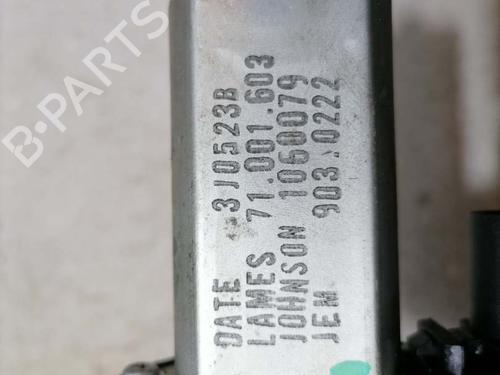 DATE 3J0523B
LAMES 71.001.603
JOHNSON 1060079
JEM 903.0222
B-PARTS